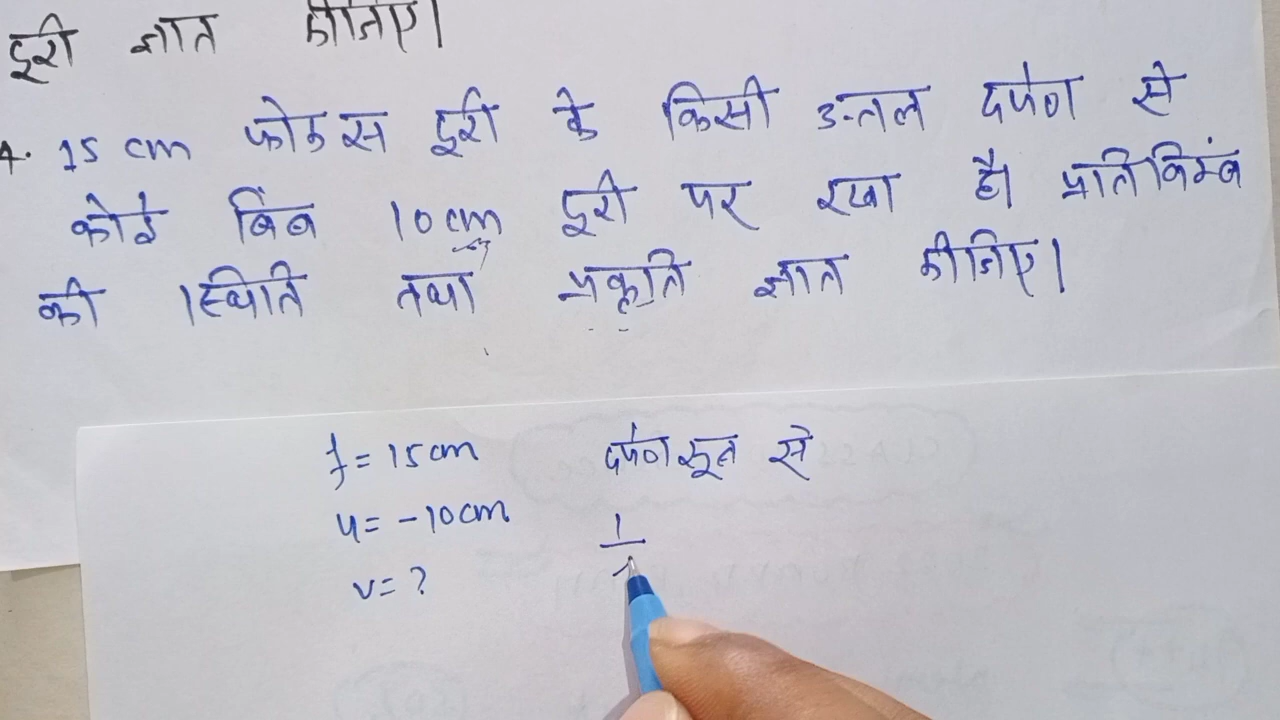 दूरी ज्ञात कीजिए।
4. 15 cm फोकस दूरी के किसी उत्तल दर्पण से
कोई बिंब 10 cm दूरी पर रखा है। प्रतिबिम्ब
की स्थिति तथा प्रकृति ज्ञात कीजिए।
f = 15 cm
u = -10 cm
v = ?
दर्पण सूत्र से
1